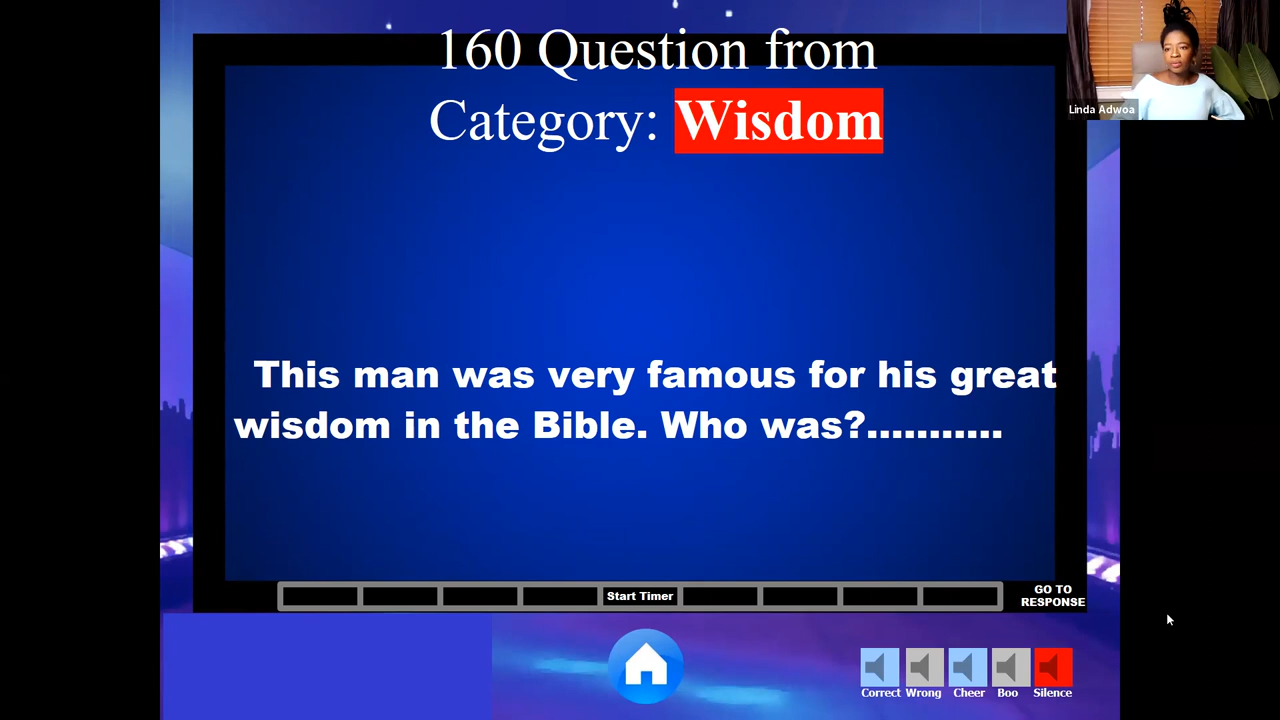 160 Question from
Category: Wisdom
Linda Adwoa
This man was very famous for his great
wisdom in the Bible. Who was?...........
Start Timer
GO TO
RESPONSE
Correct Wrong Cheer Boo Silence